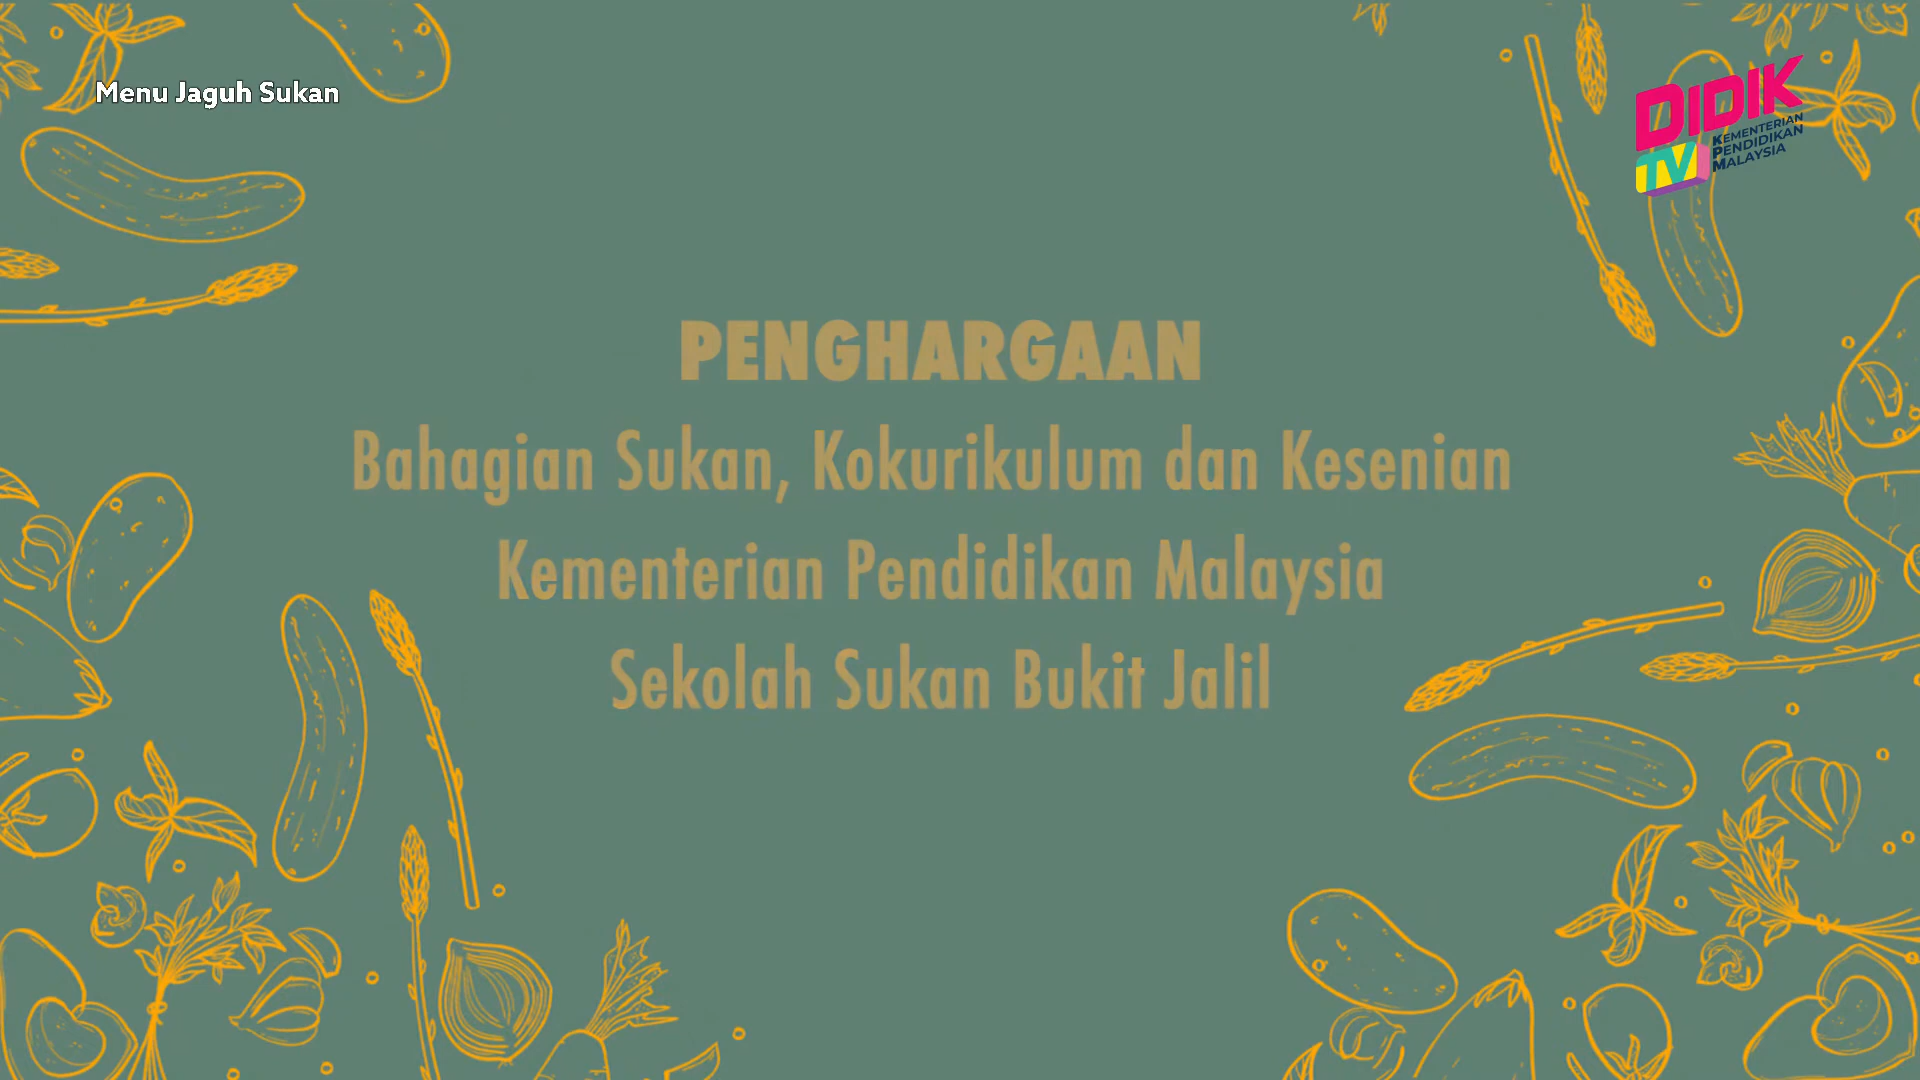 Menu Jaguh Sukan
DIDIK
TV
KEMENTERIAN
PENDIDIKAN
MALAYSIA
PENGHARGAAN
Bahagian Sukan, Kokurikulum dan Kesenian
Kementerian Pendidikan Malaysia
Sekolah Sukan Bukit Jalil